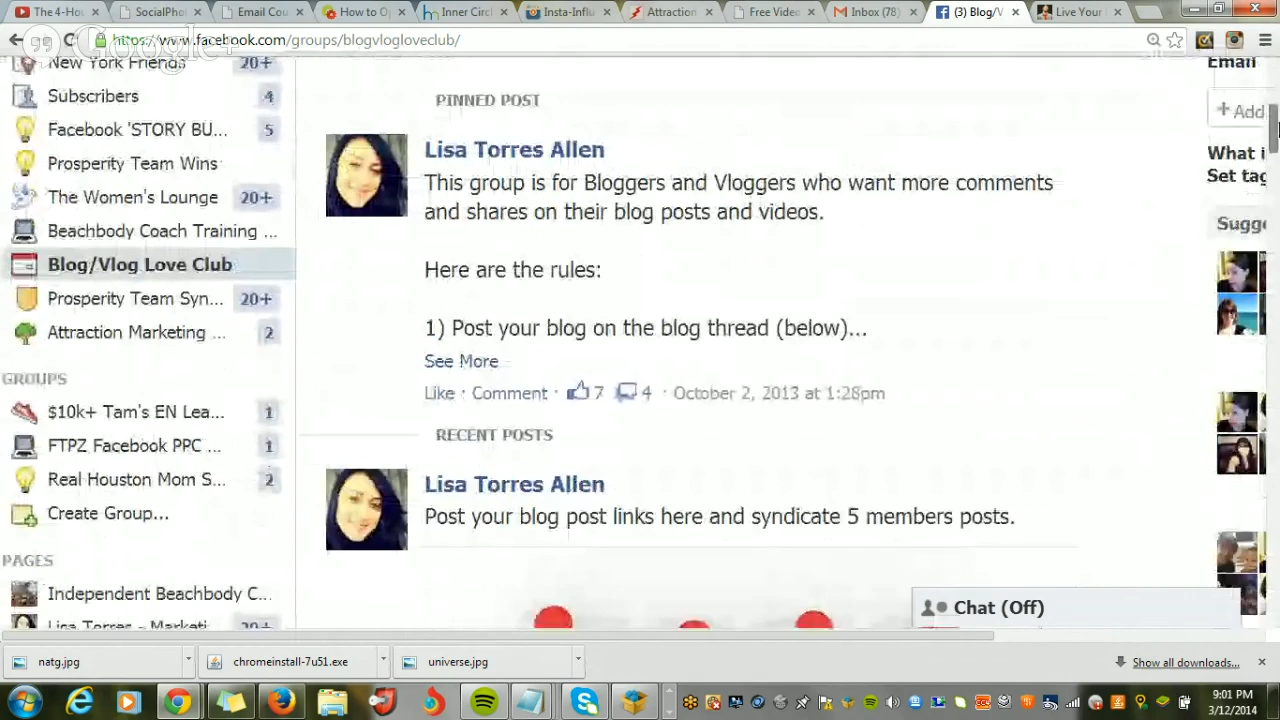 The 4-Hou
SocialPhot
Email Cou
How to Op
Inner Circl
Insta-Influ
Attraction
Free Video
Inbox (78)
(3) Blog/V
Live Your
https://www.facebook.com/groups/blogvlogloveclub/
Google+
New York Friends 20+
Subscribers 4
Facebook 'STORY BU... 5
Prosperity Team Wins
The Women's Lounge 20+
Beachbody Coach Training ...
Blog/Vlog Love Club
Prosperity Team Syn... 20+
Attraction Marketing ... 2
GROUPS
$10k+ Tam's EN Lea... 1
FTPZ Facebook PPC ... 1
Real Houston Mom S... 2
Create Group...
PAGES
Independent Beachbody C...
Lisa Torres - Marketi 20+
PINNED POST
Lisa Torres Allen
This group is for Bloggers and Vloggers who want more comments
and shares on their blog posts and videos.
Here are the rules:
1) Post your blog on the blog thread (below)...
See More
Like · Comment · 7 4 · October 2, 2013 at 1:28pm
RECENT POSTS
Lisa Torres Allen
Post your blog post links here and syndicate 5 members posts.
Email
+ Add
What i
Set tag
Sugge
Chat (Off)
natg.jpg
chromeinstall-7u51.exe
universe.jpg
Show all downloads...
9:01 PM
3/12/2014